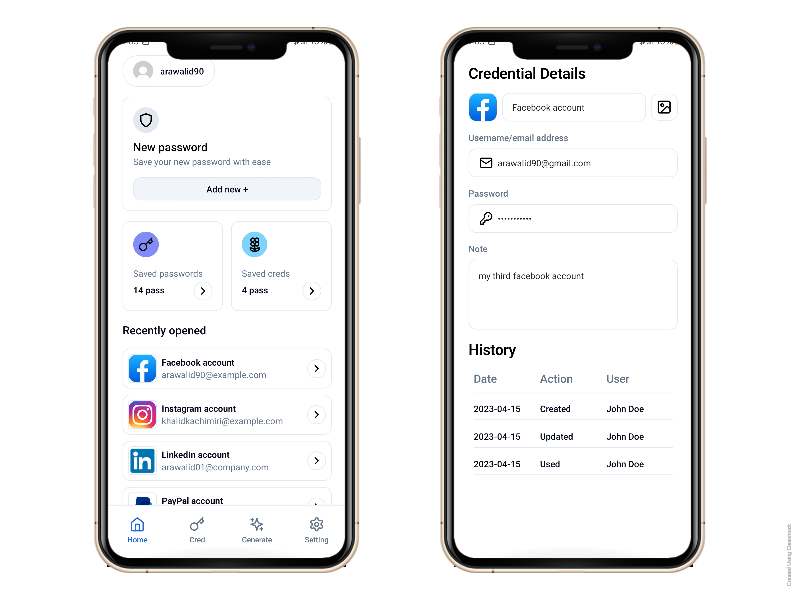 arawalid90
New password
Save your new password with ease
Add new +
Saved passwords
14 pass
Saved creds
4 pass
Recently opened
Facebook account
arawalid90@example.com
Instagram account
khalidkachimiri@example.com
LinkedIn account
arawalid01@company.com
PayPal account
Home
Cred
Generate
Setting
Credential Details
Facebook account
Username/email address
arawalid90@gmail.com
Password
Note
my third facebook account
History
Date Action User
2023-04-15 Created John Doe
2023-04-15 Updated John Doe
2023-04-15 Used John Doe
Created Using Cleanmock